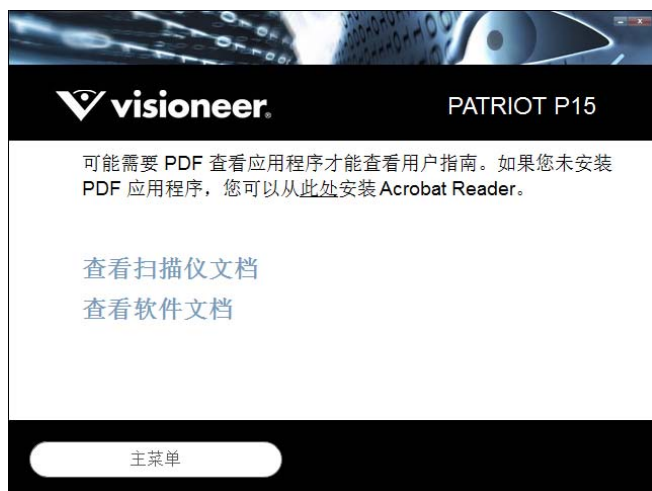 visioneer®
PATRIOT P15
可能需要 PDF 查看应用程序才能查看用户指南。如果您未安装
PDF 应用程序，您可以从此处安装 Acrobat Reader。
查看扫描仪文档
查看软件文档
主菜单